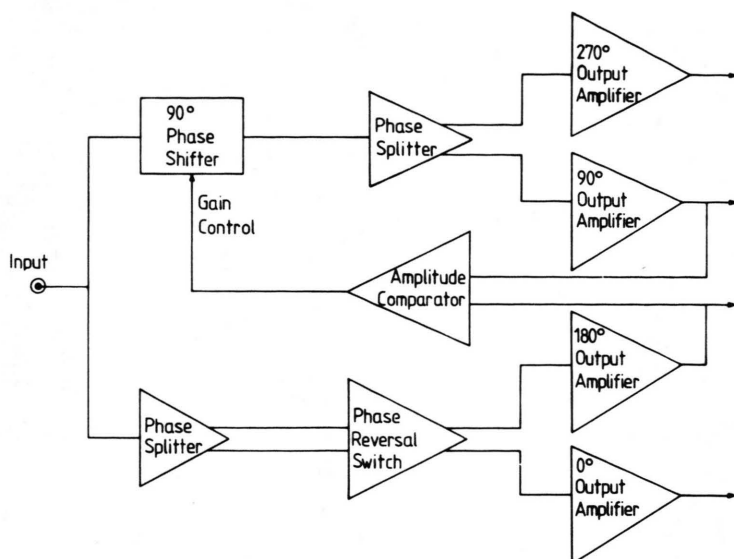 270°
Output
Amplifier
90°
Phase
Shifter
Phase
Splitter
90°
Output
Amplifier
Gain
Control
Input
Amplitude
Comparator
180°
Output
Amplifier
Phase
Splitter
Phase
Reversal
Switch
0°
Output
Amplifier